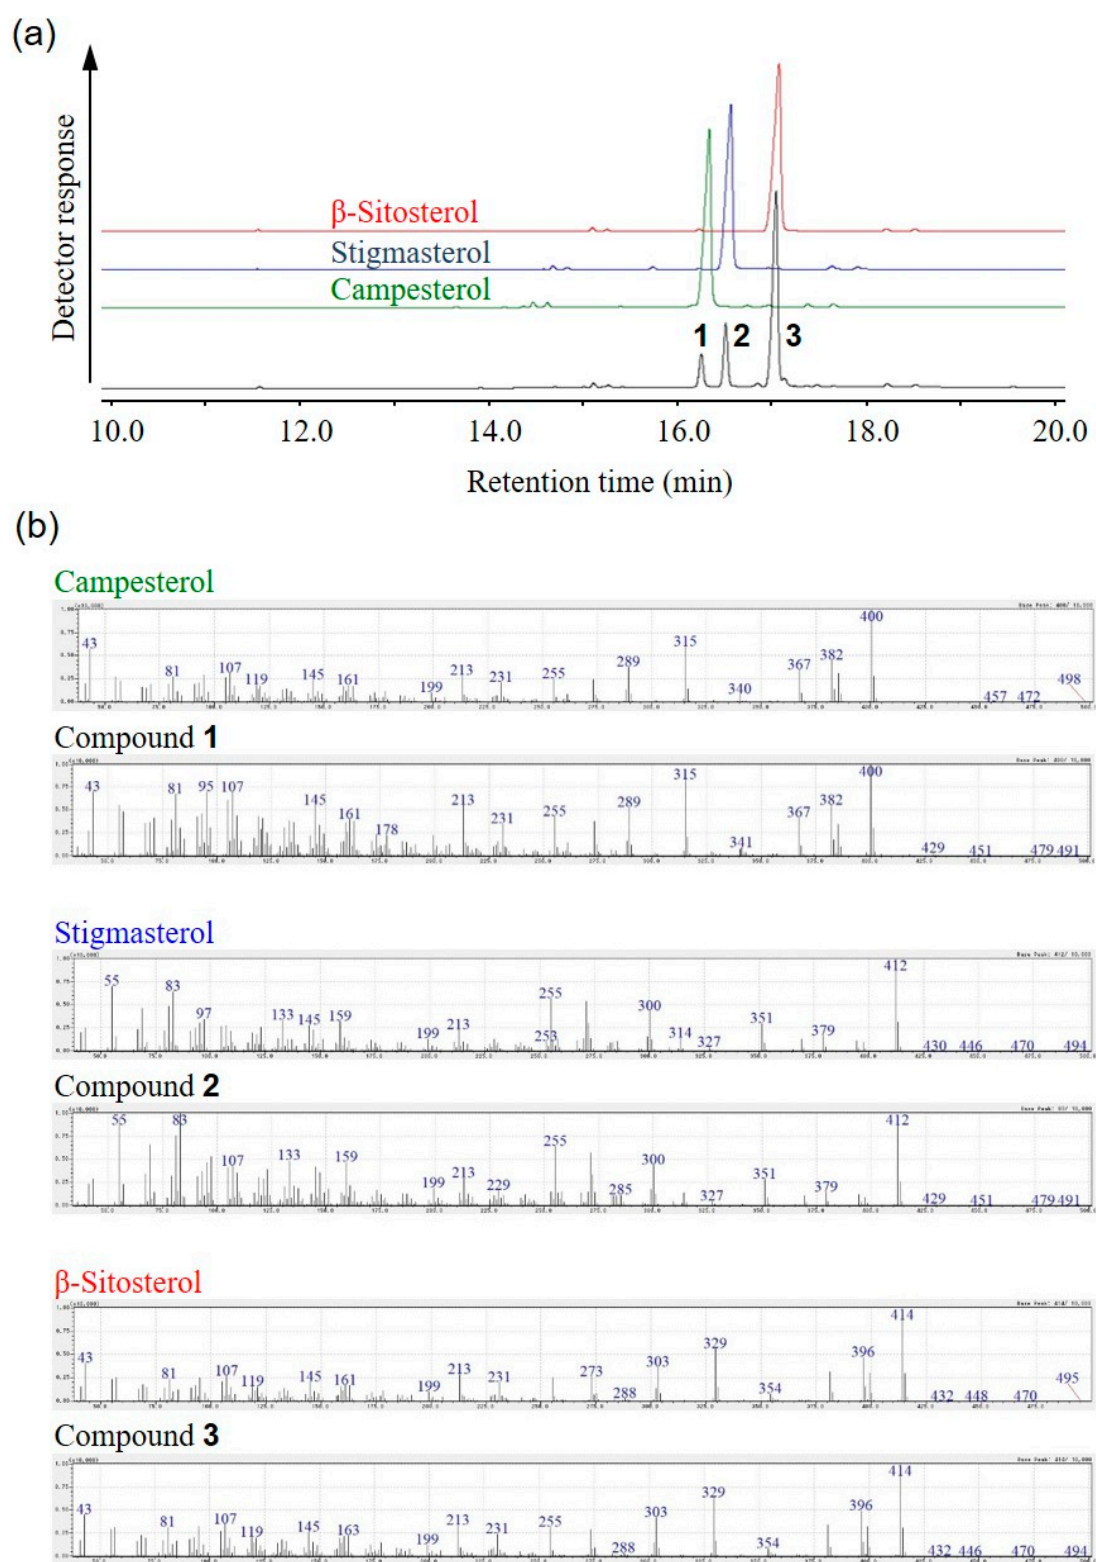 (a)
Detector response
β-Sitosterol
Stigmasterol
Campesterol
1 2 3
10.0 12.0 14.0 16.0 18.0 20.0
Retention time (min)
(b)
Campesterol
43 81 107 119 145 161 199 213 231 255 289 315 340 367 382 400 457 472 498
Compound 1
43 81 95 107 145 161 178 213 231 255 289 315 341 367 382 400 429 451 479 491
Stigmasterol
55 83 97 133 145 159 199 213 253 255 300 314 327 351 379 412 430 446 470 494
Compound 2
55 83 107 133 159 199 213 229 255 285 300 327 351 379 412 429 451 479 491
β-Sitosterol
43 81 107 119 145 161 199 213 231 273 288 303 329 354 396 414 432 448 470 495
Compound 3
43 81 107 119 145 163 199 213 231 255 288 303 329 354 396 414 432 446 470 494